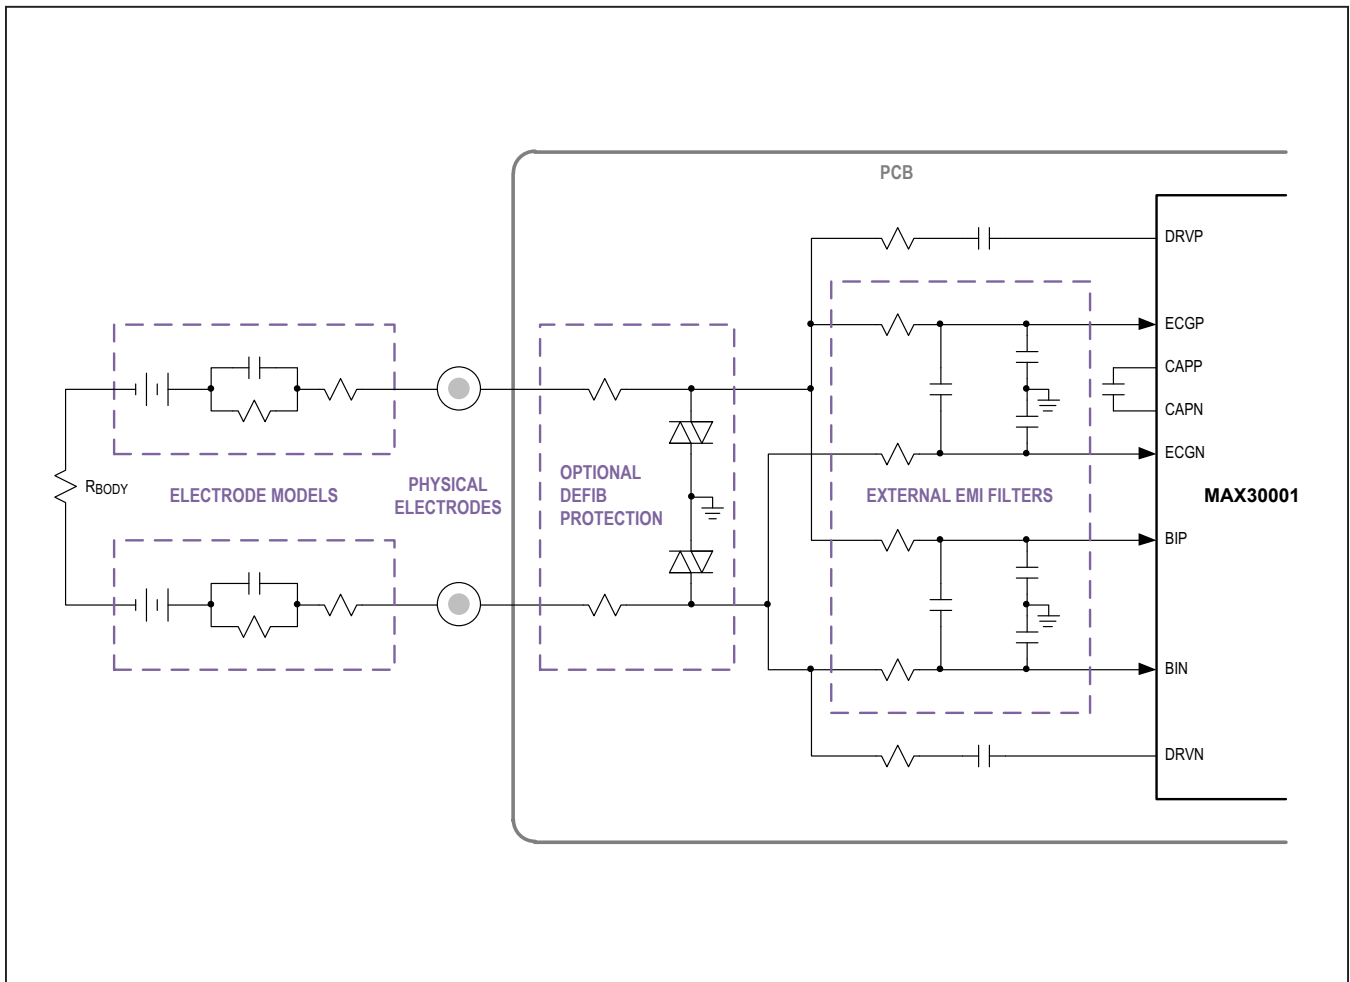 PCB
DRVP
ECGP
CAPP
CAPN
ECGN
RBODY
ELECTRODE MODELS
PHYSICAL
ELECTRODES
OPTIONAL
DEFIB
PROTECTION
EXTERNAL EMI FILTERS
MAX30001
BIP
BIN
DRVN